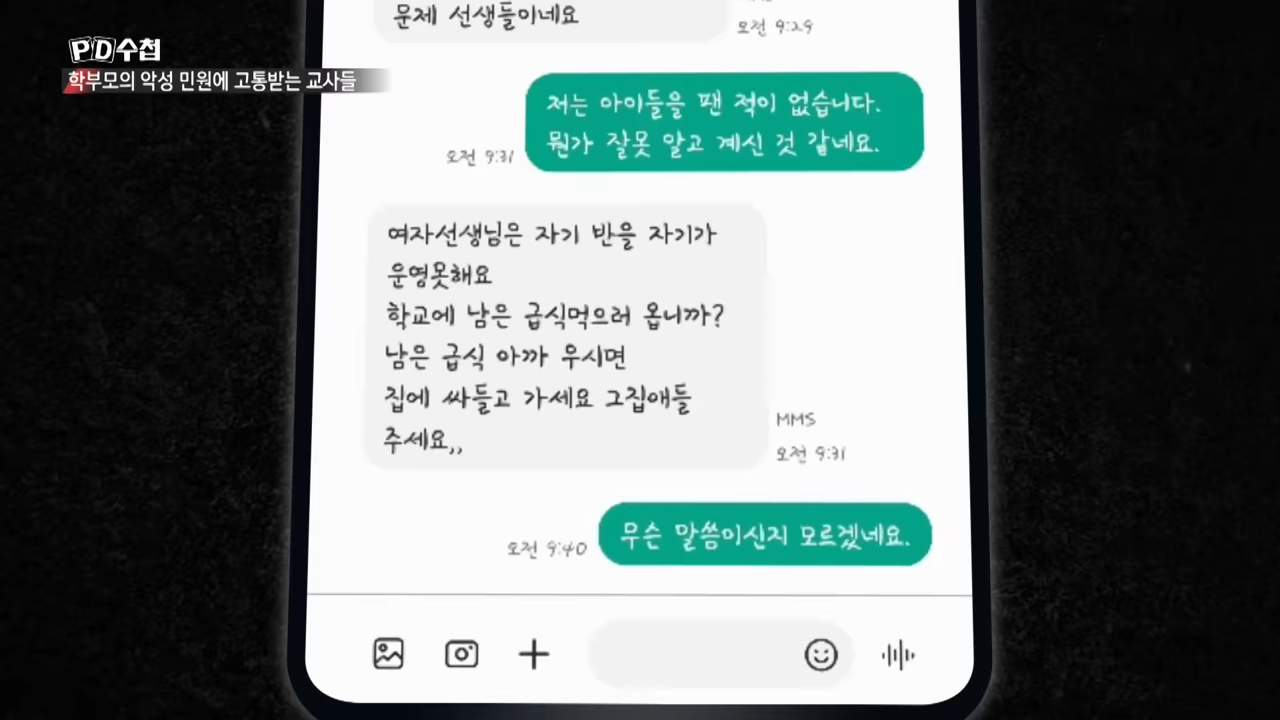 PD수첩
학부모의 악성 민원에 고통받는 교사들
문제 선생들이네요
오전 9:29
저는 아이들을 팬 적이 없습니다.
뭔가 잘못 알고 계신 것 같네요.
오전 9:31
여자선생님은 자기 반을 자기가
운영못해요
학교에 남은 급식먹으러 옵니까?
남은 급식 아까 우시면
집에 싸들고 가세요 그집애들
주세요,,
MMS
오전 9:31
무슨 말씀이신지 모르겠네요.
오전 9:40